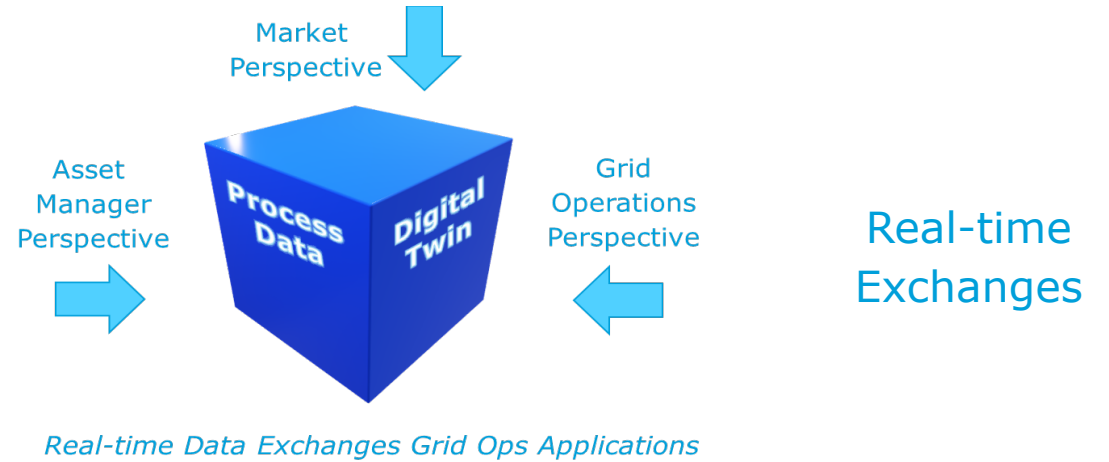 Market
Perspective
Asset
Manager
Perspective
Process
Data
Digital
Twin
Grid
Operations
Perspective
Real-time
Exchanges
Real-time Data Exchanges Grid Ops Applications